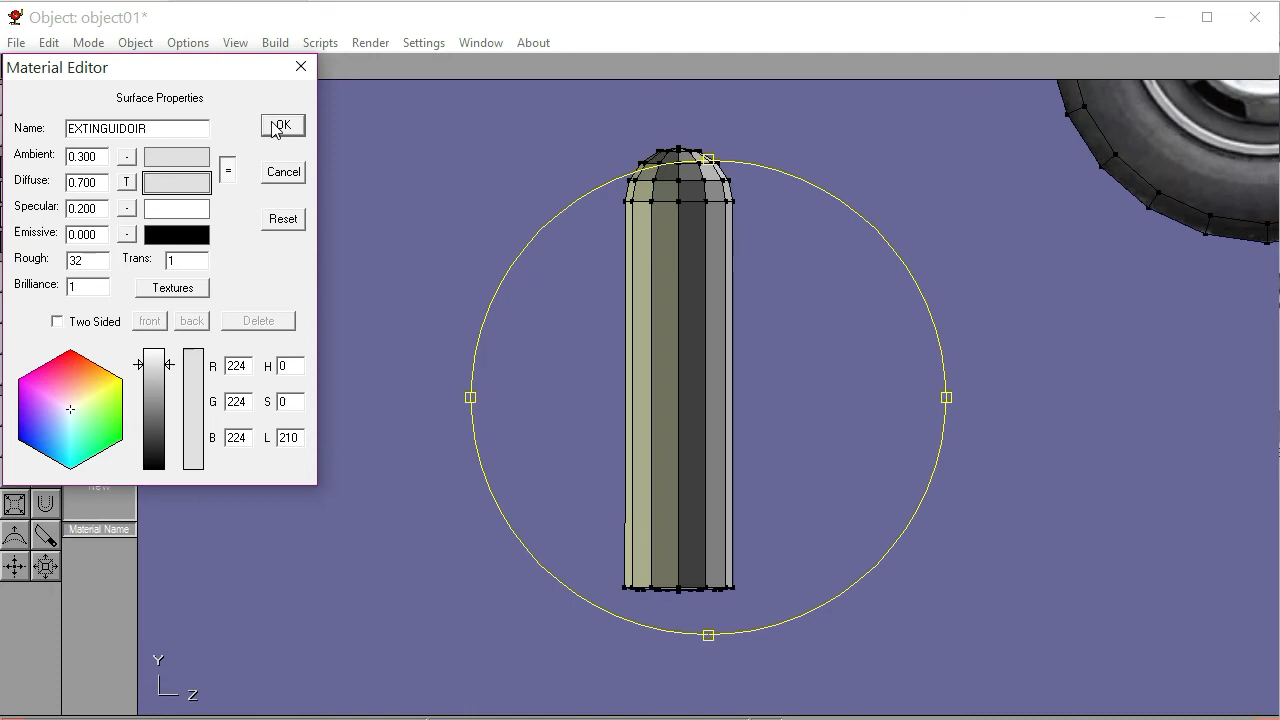 Object: object01*
File Edit Mode Object Options View Build Scripts Render Settings Window About
Material Editor
Surface Properties
Name: EXTINGUIDOIR OK
Ambient: 0.300 -
=
Diffuse: 0.700 T Cancel
Specular: 0.200 - Reset
Emissive: 0.000 -
Rough: 32 Trans: 1
Brilliance: 1 Textures
Two Sided front back Delete
R 224 H 0
G 224 S 0
B 224 L 210
New
Material Name
Y
Z